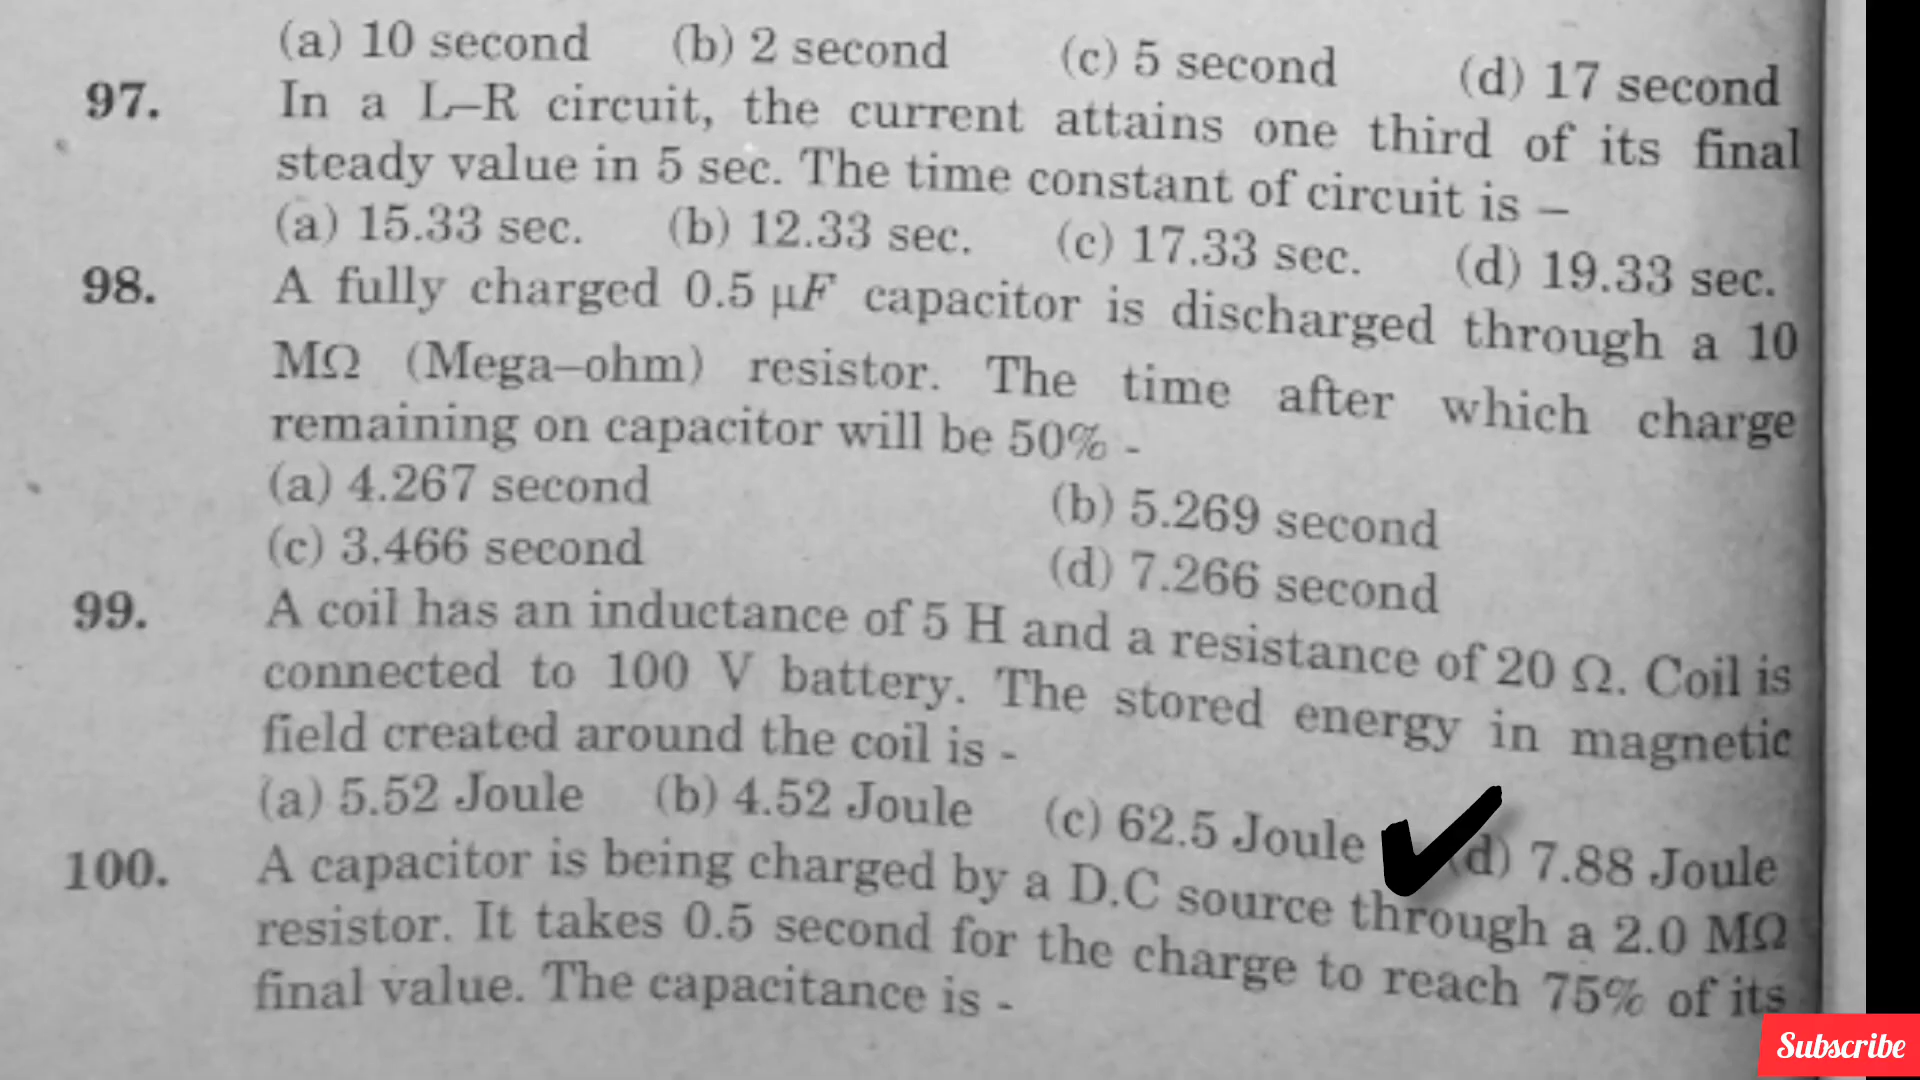 (a) 10 second (b) 2 second (c) 5 second (d) 17 second
97. In a L–R circuit, the current attains one third of its final
steady value in 5 sec. The time constant of circuit is –
(a) 15.33 sec. (b) 12.33 sec. (c) 17.33 sec. (d) 19.33 sec.
98. A fully charged 0.5 μF capacitor is discharged through a 10
MΩ (Mega–ohm) resistor. The time after which charge
remaining on capacitor will be 50% -
(a) 4.267 second (b) 5.269 second
(c) 3.466 second (d) 7.266 second
99. A coil has an inductance of 5 H and a resistance of 20 Ω. Coil is
connected to 100 V battery. The stored energy in magnetic
field created around the coil is -
(a) 5.52 Joule (b) 4.52 Joule (c) 62.5 Joule (d) 7.88 Joule
100. A capacitor is being charged by a D.C source through a 2.0 MΩ
resistor. It takes 0.5 second for the charge to reach 75% of its
final value. The capacitance is -
Subscribe